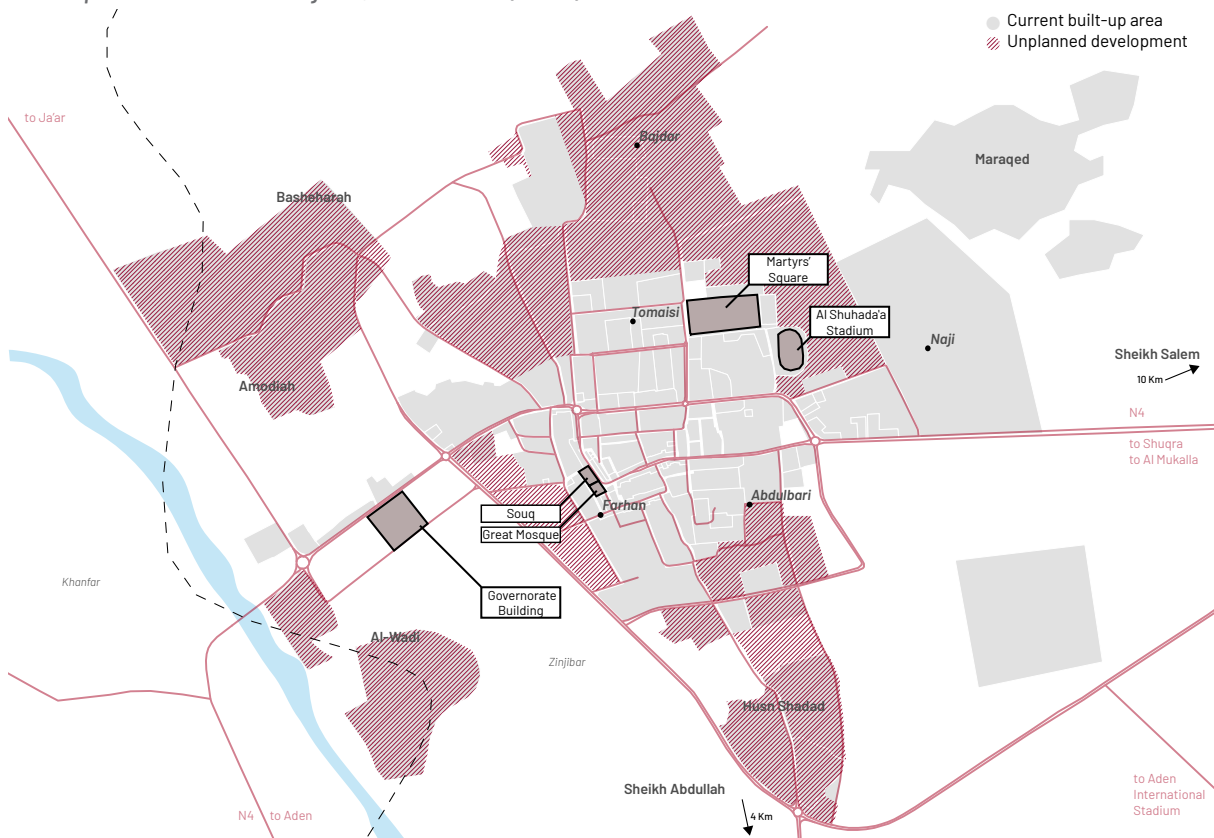 Current built-up area
Unplanned development
to Ja'ar
Bajdar
Maraqed
Basheharah
Martyrs'
Square
Tomaisi
Al Shuhada'a
Stadium
Naji
Sheikh Salem
10 Km
Amodiah
N4
to Shuqra
to Al Mukalla
Abdulbari
Souq
Farhan
Great Mosque
Khanfar
Governorate
Building
Al-Wadi
Zinjibar
Husn Shadad
Sheikh Abdullah
4 Km
N4 to Aden
to Aden
International
Stadium